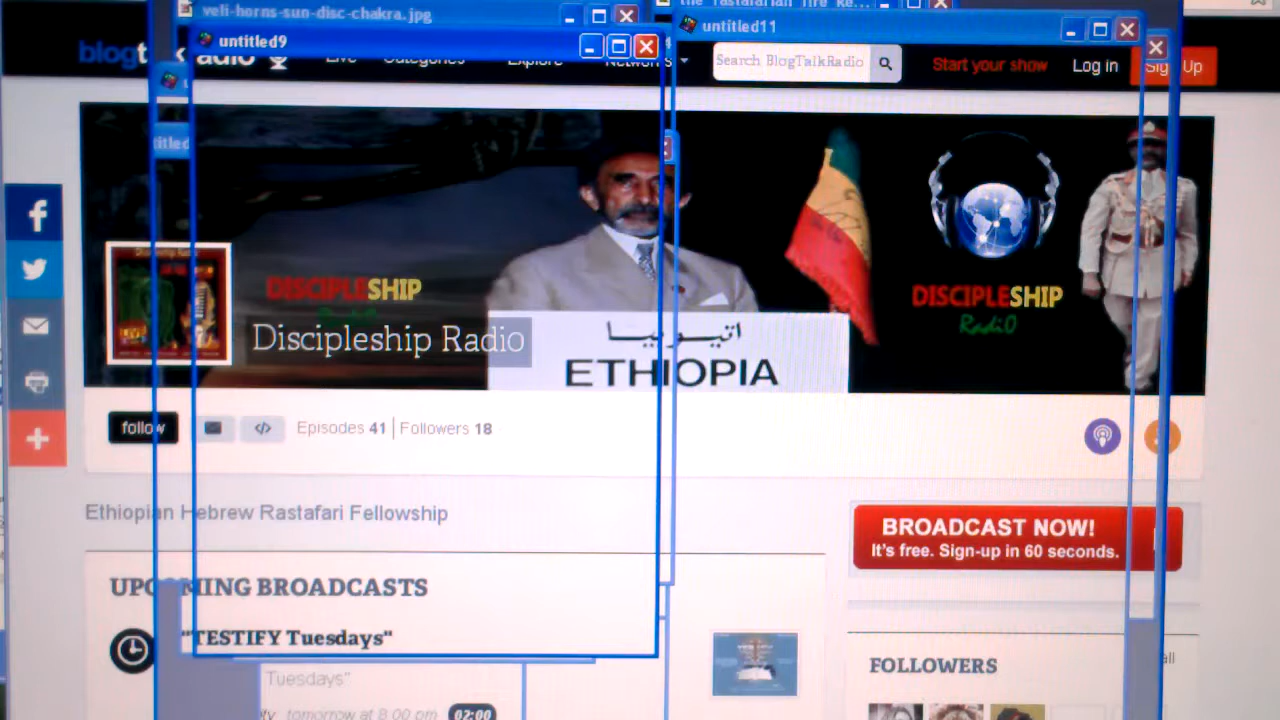 veli-horns-sun-disc-chakra.jpg
untitled9
untitled11
Search BlogTalkRadio
Start your show
Log in
Sign Up
DISCIPLESHIP
Discipleship Radio
اتيوبيا
ETHIOPIA
DISCIPLESHIP
RadiO
follow
Episodes 41 | Followers 18
Ethiopian Hebrew Rastafari Fellowship
BROADCAST NOW!
It's free. Sign-up in 60 seconds.
UPCOMING BROADCASTS
"TESTIFY Tuesdays"
Tuesdays"
tomorrow at 8:00 pm 02:00
FOLLOWERS